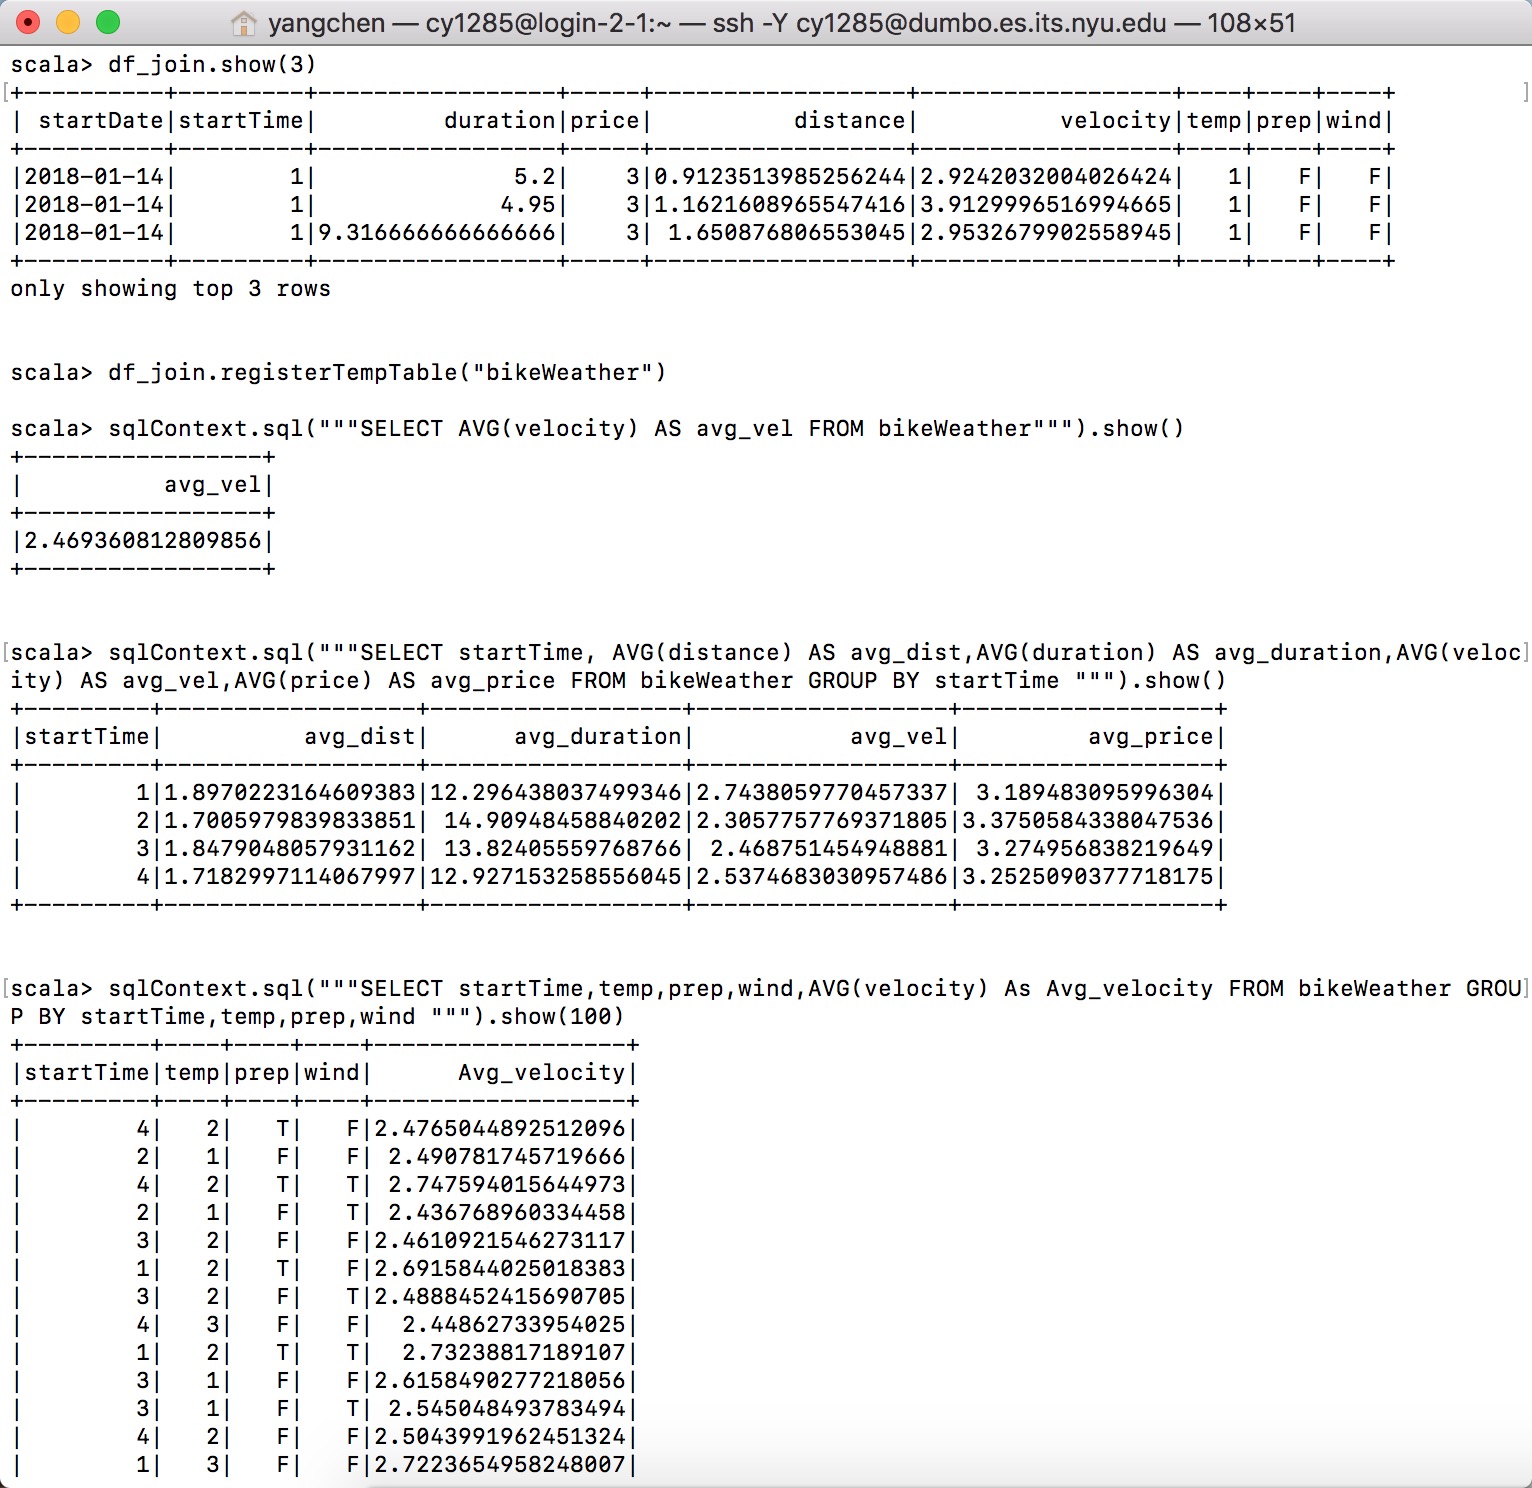 yangchen — cy1285@login-2-1:~ — ssh -Y cy1285@dumbo.es.its.nyu.edu — 108×51
scala> df_join.show(3)
[+----------+---------+-----------------+-----+------------------+------------------+----+----+----+ ]
| startDate|startTime|         duration|price|          distance|          velocity|temp|prep|wind|
+----------+---------+-----------------+-----+------------------+------------------+----+----+----+
|2018-01-14|        1|              5.2|    3|0.9123513985256244|2.9242032004026424|   1|   F|   F|
|2018-01-14|        1|             4.95|    3|1.1621608965547416|3.9129996516994665|   1|   F|   F|
|2018-01-14|        1|9.316666666666666|    3| 1.650876806553045|2.9532679902558945|   1|   F|   F|
+----------+---------+-----------------+-----+------------------+------------------+----+----+----+
only showing top 3 rows
scala> df_join.registerTempTable("bikeWeather")
scala> sqlContext.sql("""SELECT AVG(velocity) AS avg_vel FROM bikeWeather""").show()
+-----------------+
|          avg_vel|
+-----------------+
|2.469360812809856|
+-----------------+
[scala> sqlContext.sql("""SELECT startTime, AVG(distance) AS avg_dist,AVG(duration) AS avg_duration,AVG(veloc]
ity) AS avg_vel,AVG(price) AS avg_price FROM bikeWeather GROUP BY startTime """).show()
+---------+------------------+------------------+------------------+------------------+
|startTime|          avg_dist|      avg_duration|           avg_vel|         avg_price|
+---------+------------------+------------------+------------------+------------------+
|        1|1.8970223164609383|12.296438037499346|2.7438059770457337| 3.189483095996304|
|        2|1.7005979839833851| 14.90948458840202|2.3057757769371805|3.3750584338047536|
|        3|1.8479048057931162| 13.82405559768766| 2.468751454948881| 3.274956838219649|
|        4|1.7182997114067997|12.927153258556045|2.5374683030957486|3.2525090377718175|
+---------+------------------+------------------+------------------+------------------+
[scala> sqlContext.sql("""SELECT startTime,temp,prep,wind,AVG(velocity) As Avg_velocity FROM bikeWeather GROU]
P BY startTime,temp,prep,wind """).show(100)
+---------+----+----+----+------------------+
|startTime|temp|prep|wind|      Avg_velocity|
+---------+----+----+----+------------------+
|        4|   2|   T|   F|2.4765044892512096|
|        2|   1|   F|   F| 2.490781745719666|
|        4|   2|   T|   T| 2.747594015644973|
|        2|   1|   F|   T| 2.436768960334458|
|        3|   2|   F|   F|2.46109921546273117|
|        1|   2|   T|   F|2.6915844025018383|
|        3|   2|   F|   T|2.4888452415690705|
|        4|   3|   F|   F|  2.44862733954025|
|        1|   2|   T|   T|  2.73238817189107|
|        3|   1|   F|   F|2.6158490277218056|
|        3|   1|   F|   T| 2.545048493783494|
|        4|   2|   F|   F|2.5043991962451324|
|        1|   3|   F|   F|2.7223654958248007|